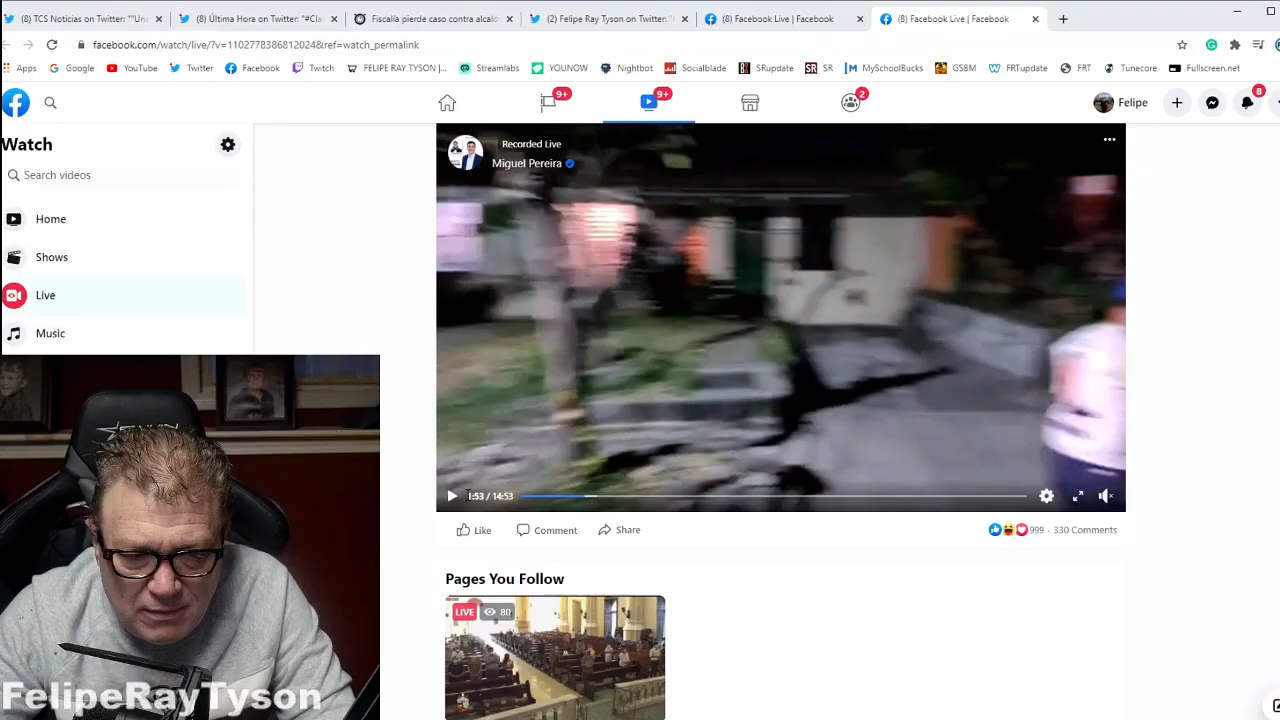 (8) TCS Noticias on Twitter: ""Una
(8) Última Hora on Twitter: "#Cla
Fiscalía pierde caso contra alcald
(2) Felipe Ray Tyson on Twitter: "
(8) Facebook Live | Facebook
(8) Facebook Live | Facebook
facebook.com/watch/live/?v=1102778386812024&ref=watch_permalink
Apps Google YouTube Twitter Facebook Twitch FELIPE RAY TYSON |... Streamlabs YOUNOW Nightbot Socialblade SRupdate SR MySchoolBucks GSBM FRTupdate FRT Tunecore Fullscreen.net
9+ 9+ 2 Felipe 8
Watch
Search videos
Home
Shows
Live
Music
Recorded Live
Miguel Pereira
1:53 / 14:53
Like Comment Share 999 · 330 Comments
Pages You Follow
LIVE 80
FelipeRayTyson